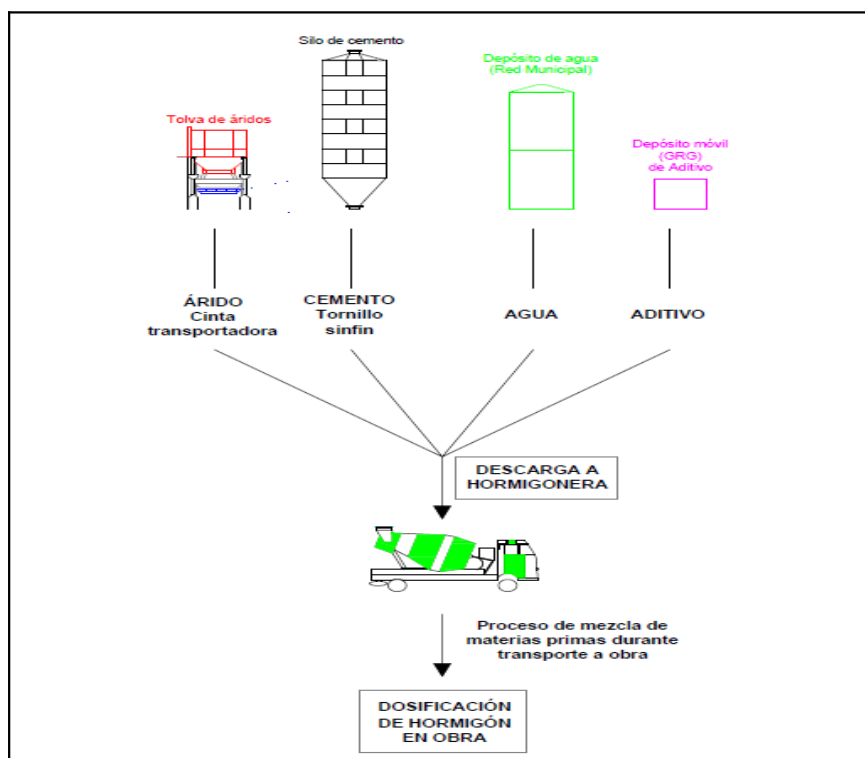 Silo de cemento
Depósito de agua
(Red Municipal)
Tolva de áridos
Depósito móvil
(GRG)
de Aditivo
ÁRIDO
Cinta
transportadora
CEMENTO
Tornillo
sinfin
AGUA
ADITIVO
DESCARGA A
HORMIGONERA
Proceso de mezcla de
materias primas durante
transporte a obra
DOSIFICACIÓN
DE HORMIGÓN
EN OBRA